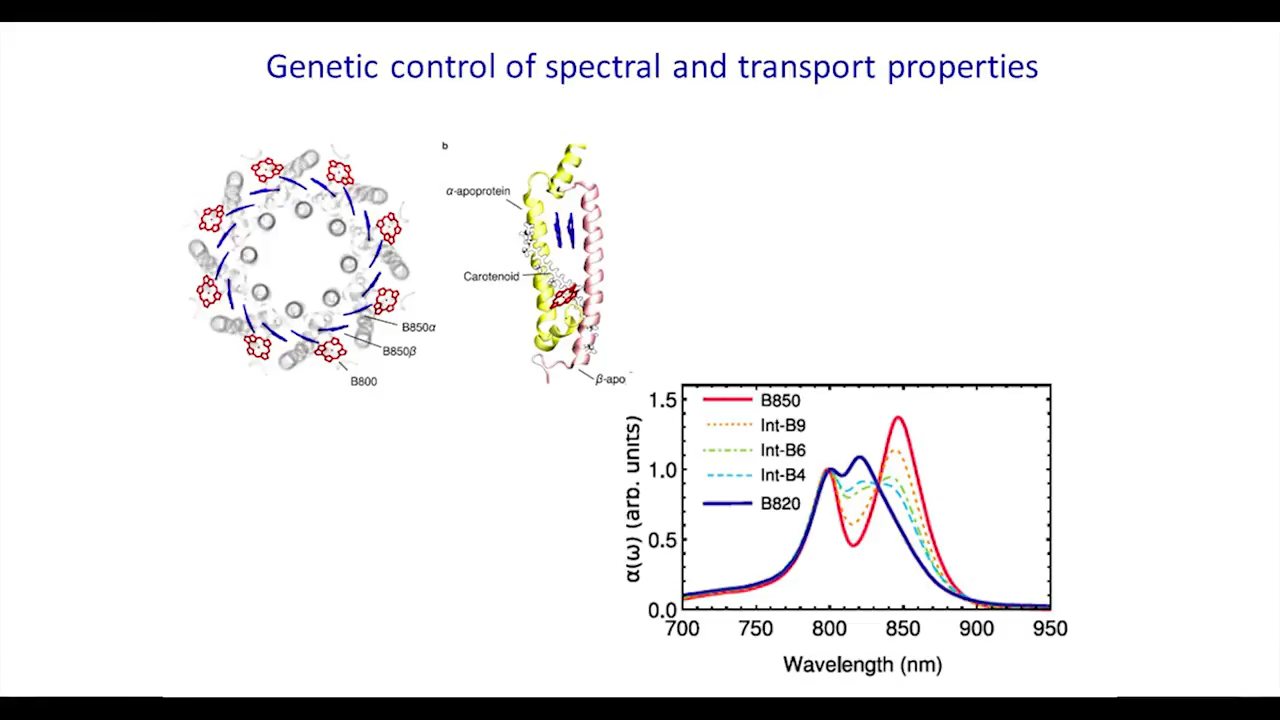 Genetic control of spectral and transport properties
b
α-apoprotein
Carotenoid
B850α
B850β
B800
β-apo
B850
Int-B9
Int-B6
Int-B4
B820
α(ω) (arb. units)
1.5
1.0
0.5
0.0
700 750 800 850 900 950
Wavelength (nm)